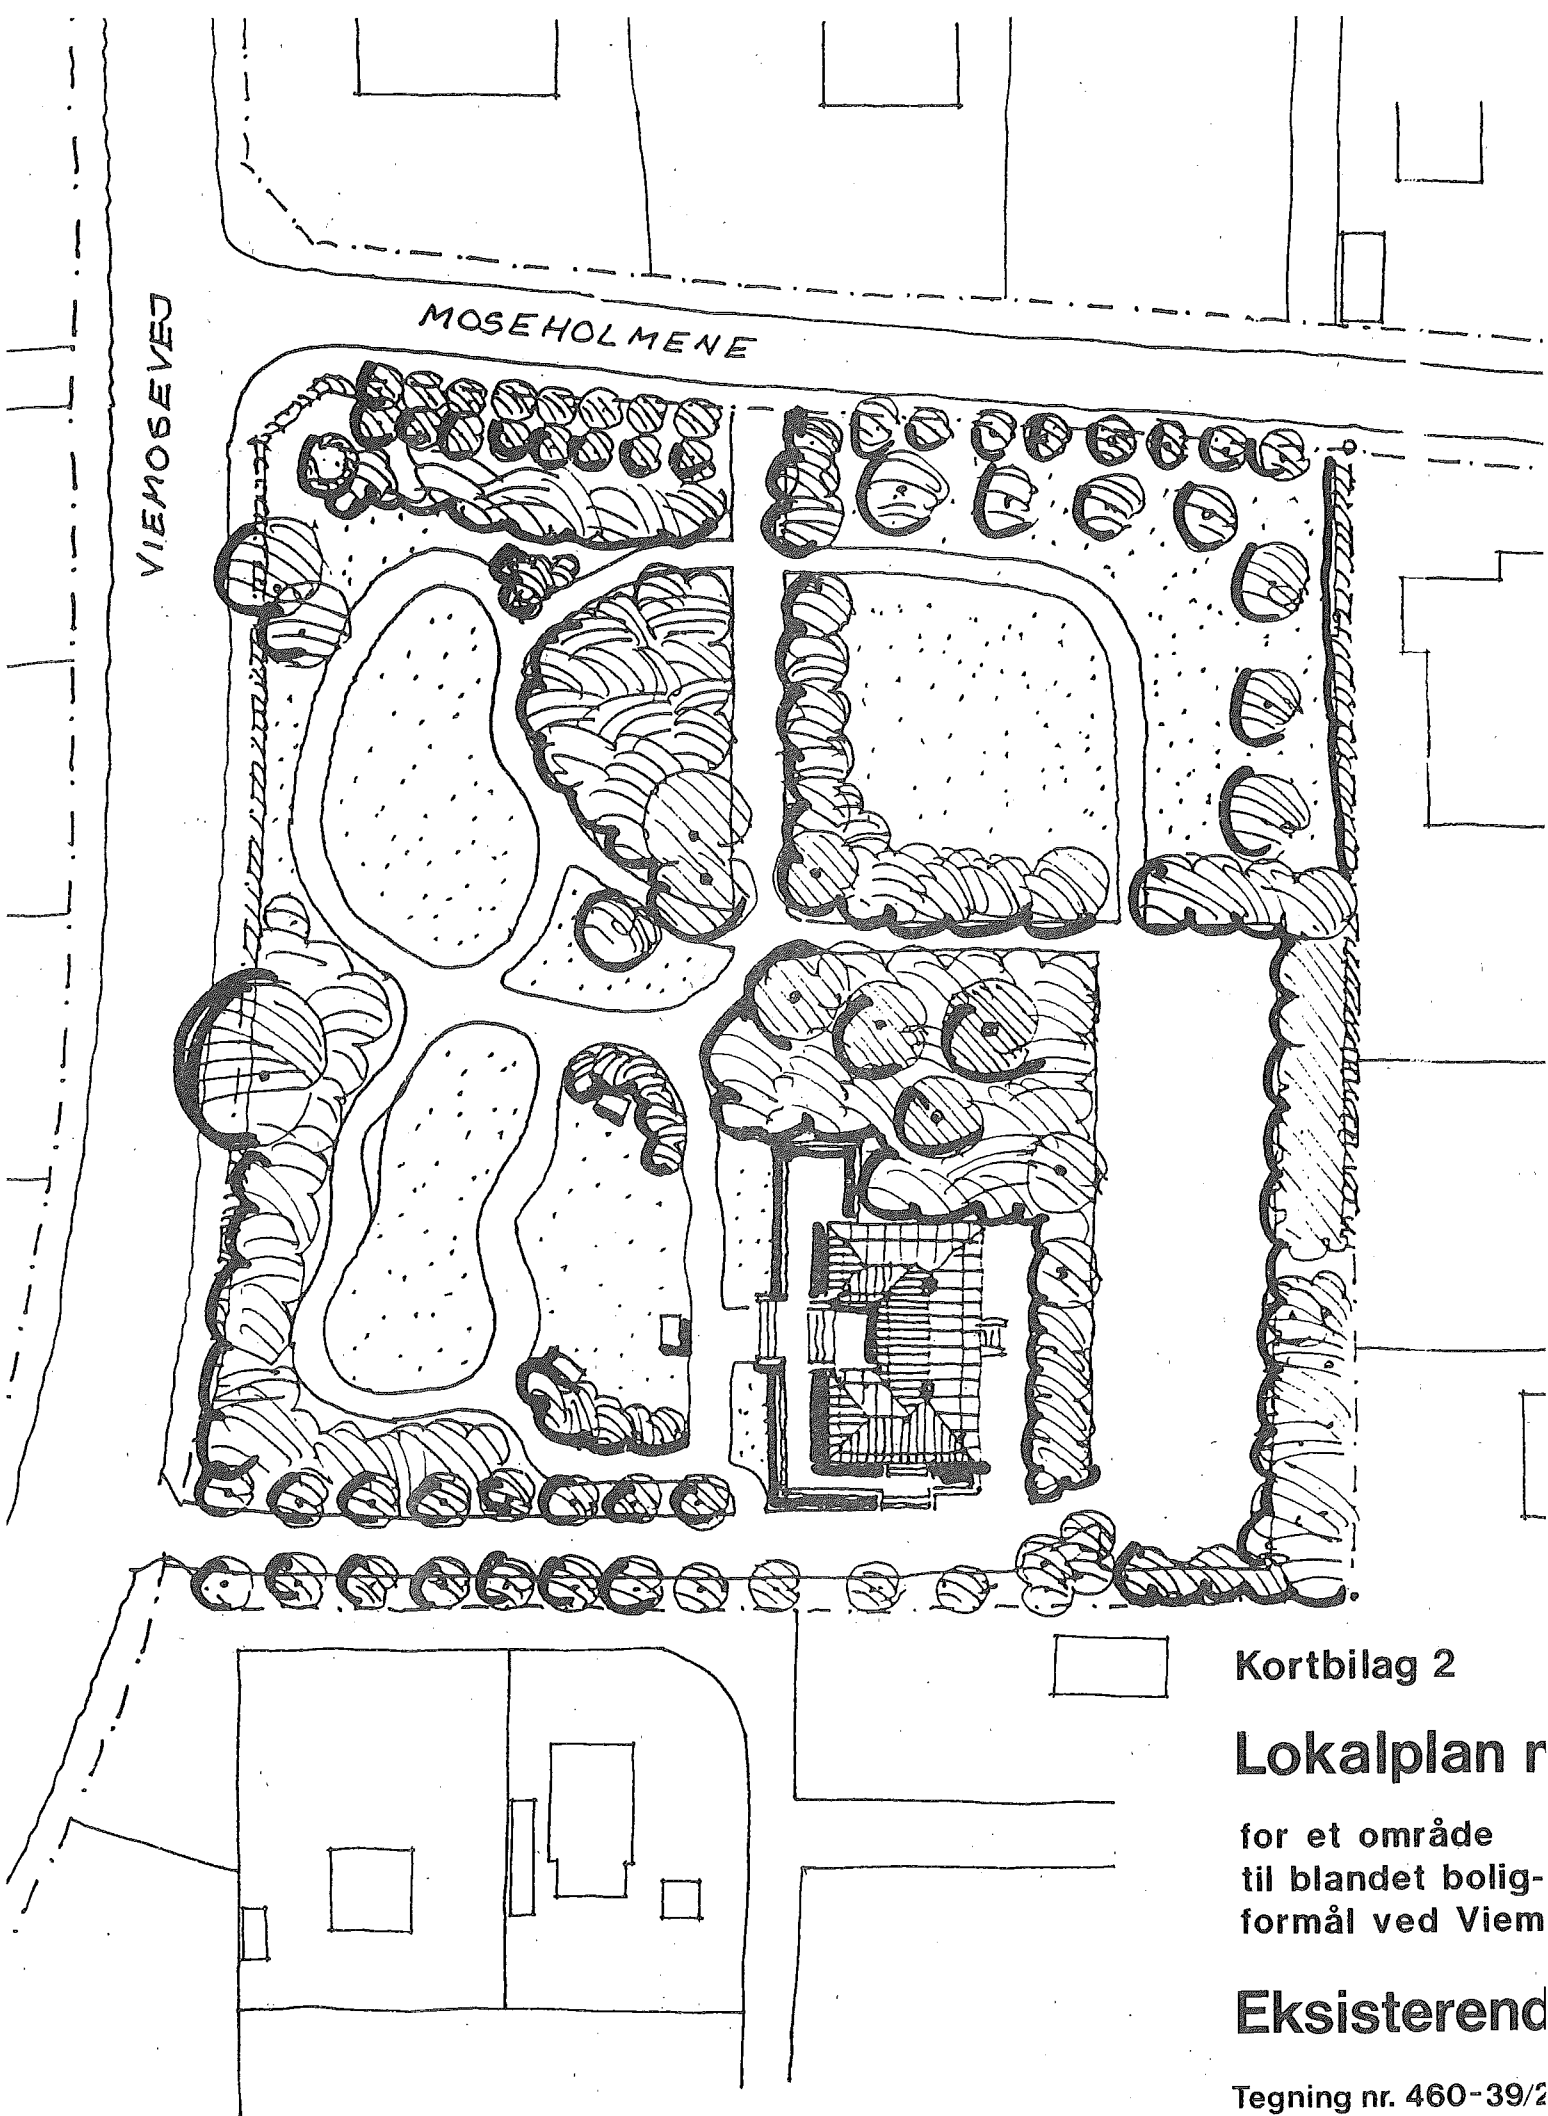 MOSEHOLMENE
VIEMOSEVEJ
Kortbilag 2
Lokalplan
for et område
til blandet bolig-
formål ved Viem
Eksisterend
Tegning nr. 460-39/2